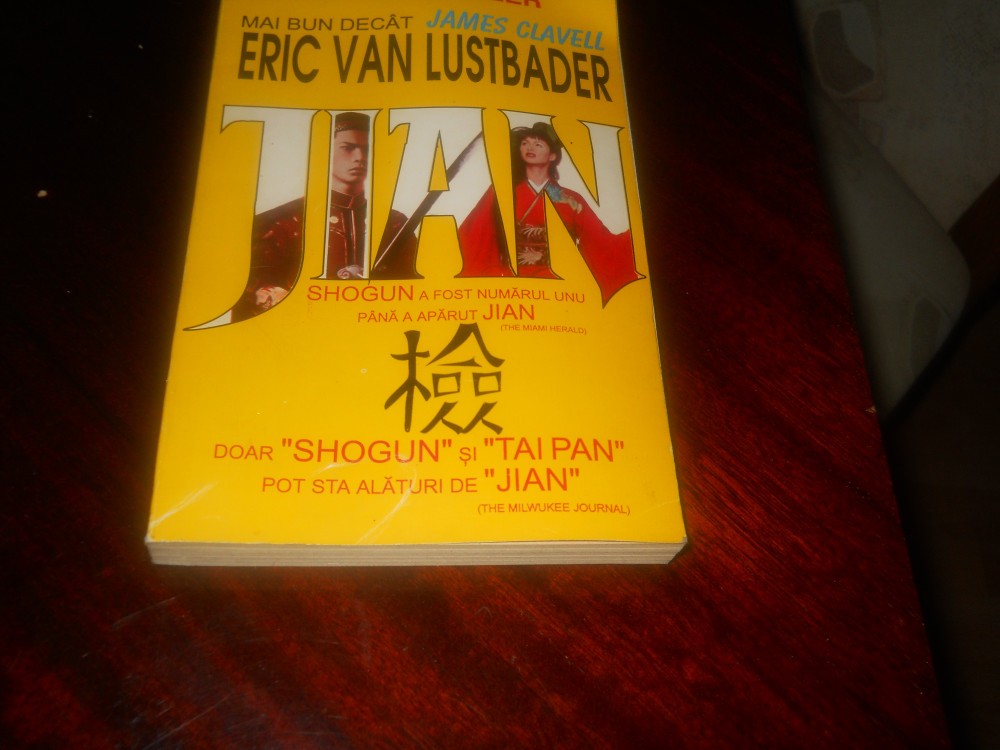 MAI BUN DECÂT JAMES CLAVELL
ERIC VAN LUSTBADER
JIAN
SHOGUN A FOST NUMĂRUL UNU
PÂNĂ A APĂRUT JIAN
(THE MIAMI HERALD)
檢
DOAR "SHOGUN" ȘI "TAI PAN"
POT STA ALĂTURI DE "JIAN"
(THE MILWUKEE JOURNAL)